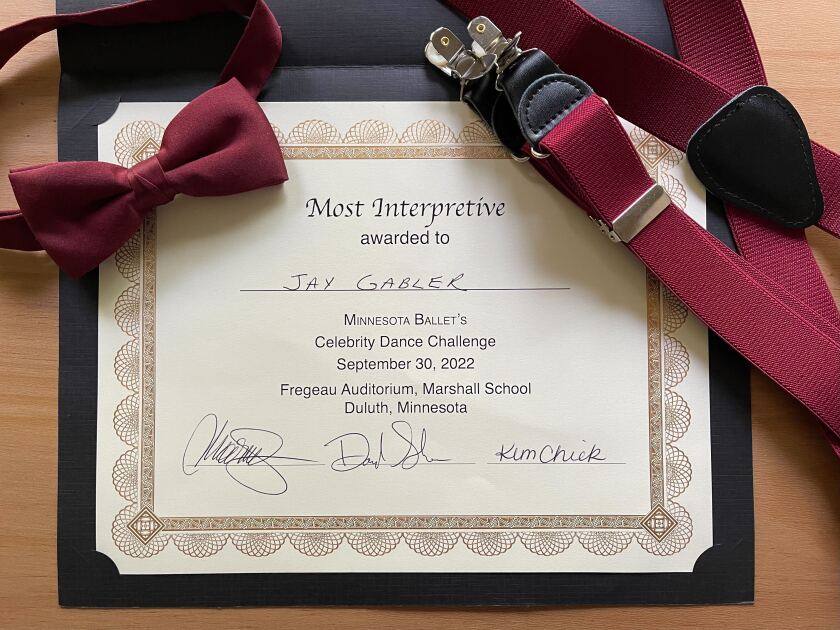 Most Interpretive
awarded to
JAY GABLER
MINNESOTA BALLET'S
Celebrity Dance Challenge
September 30, 2022
Fregeau Auditorium, Marshall School
Duluth, Minnesota
Kim Chick